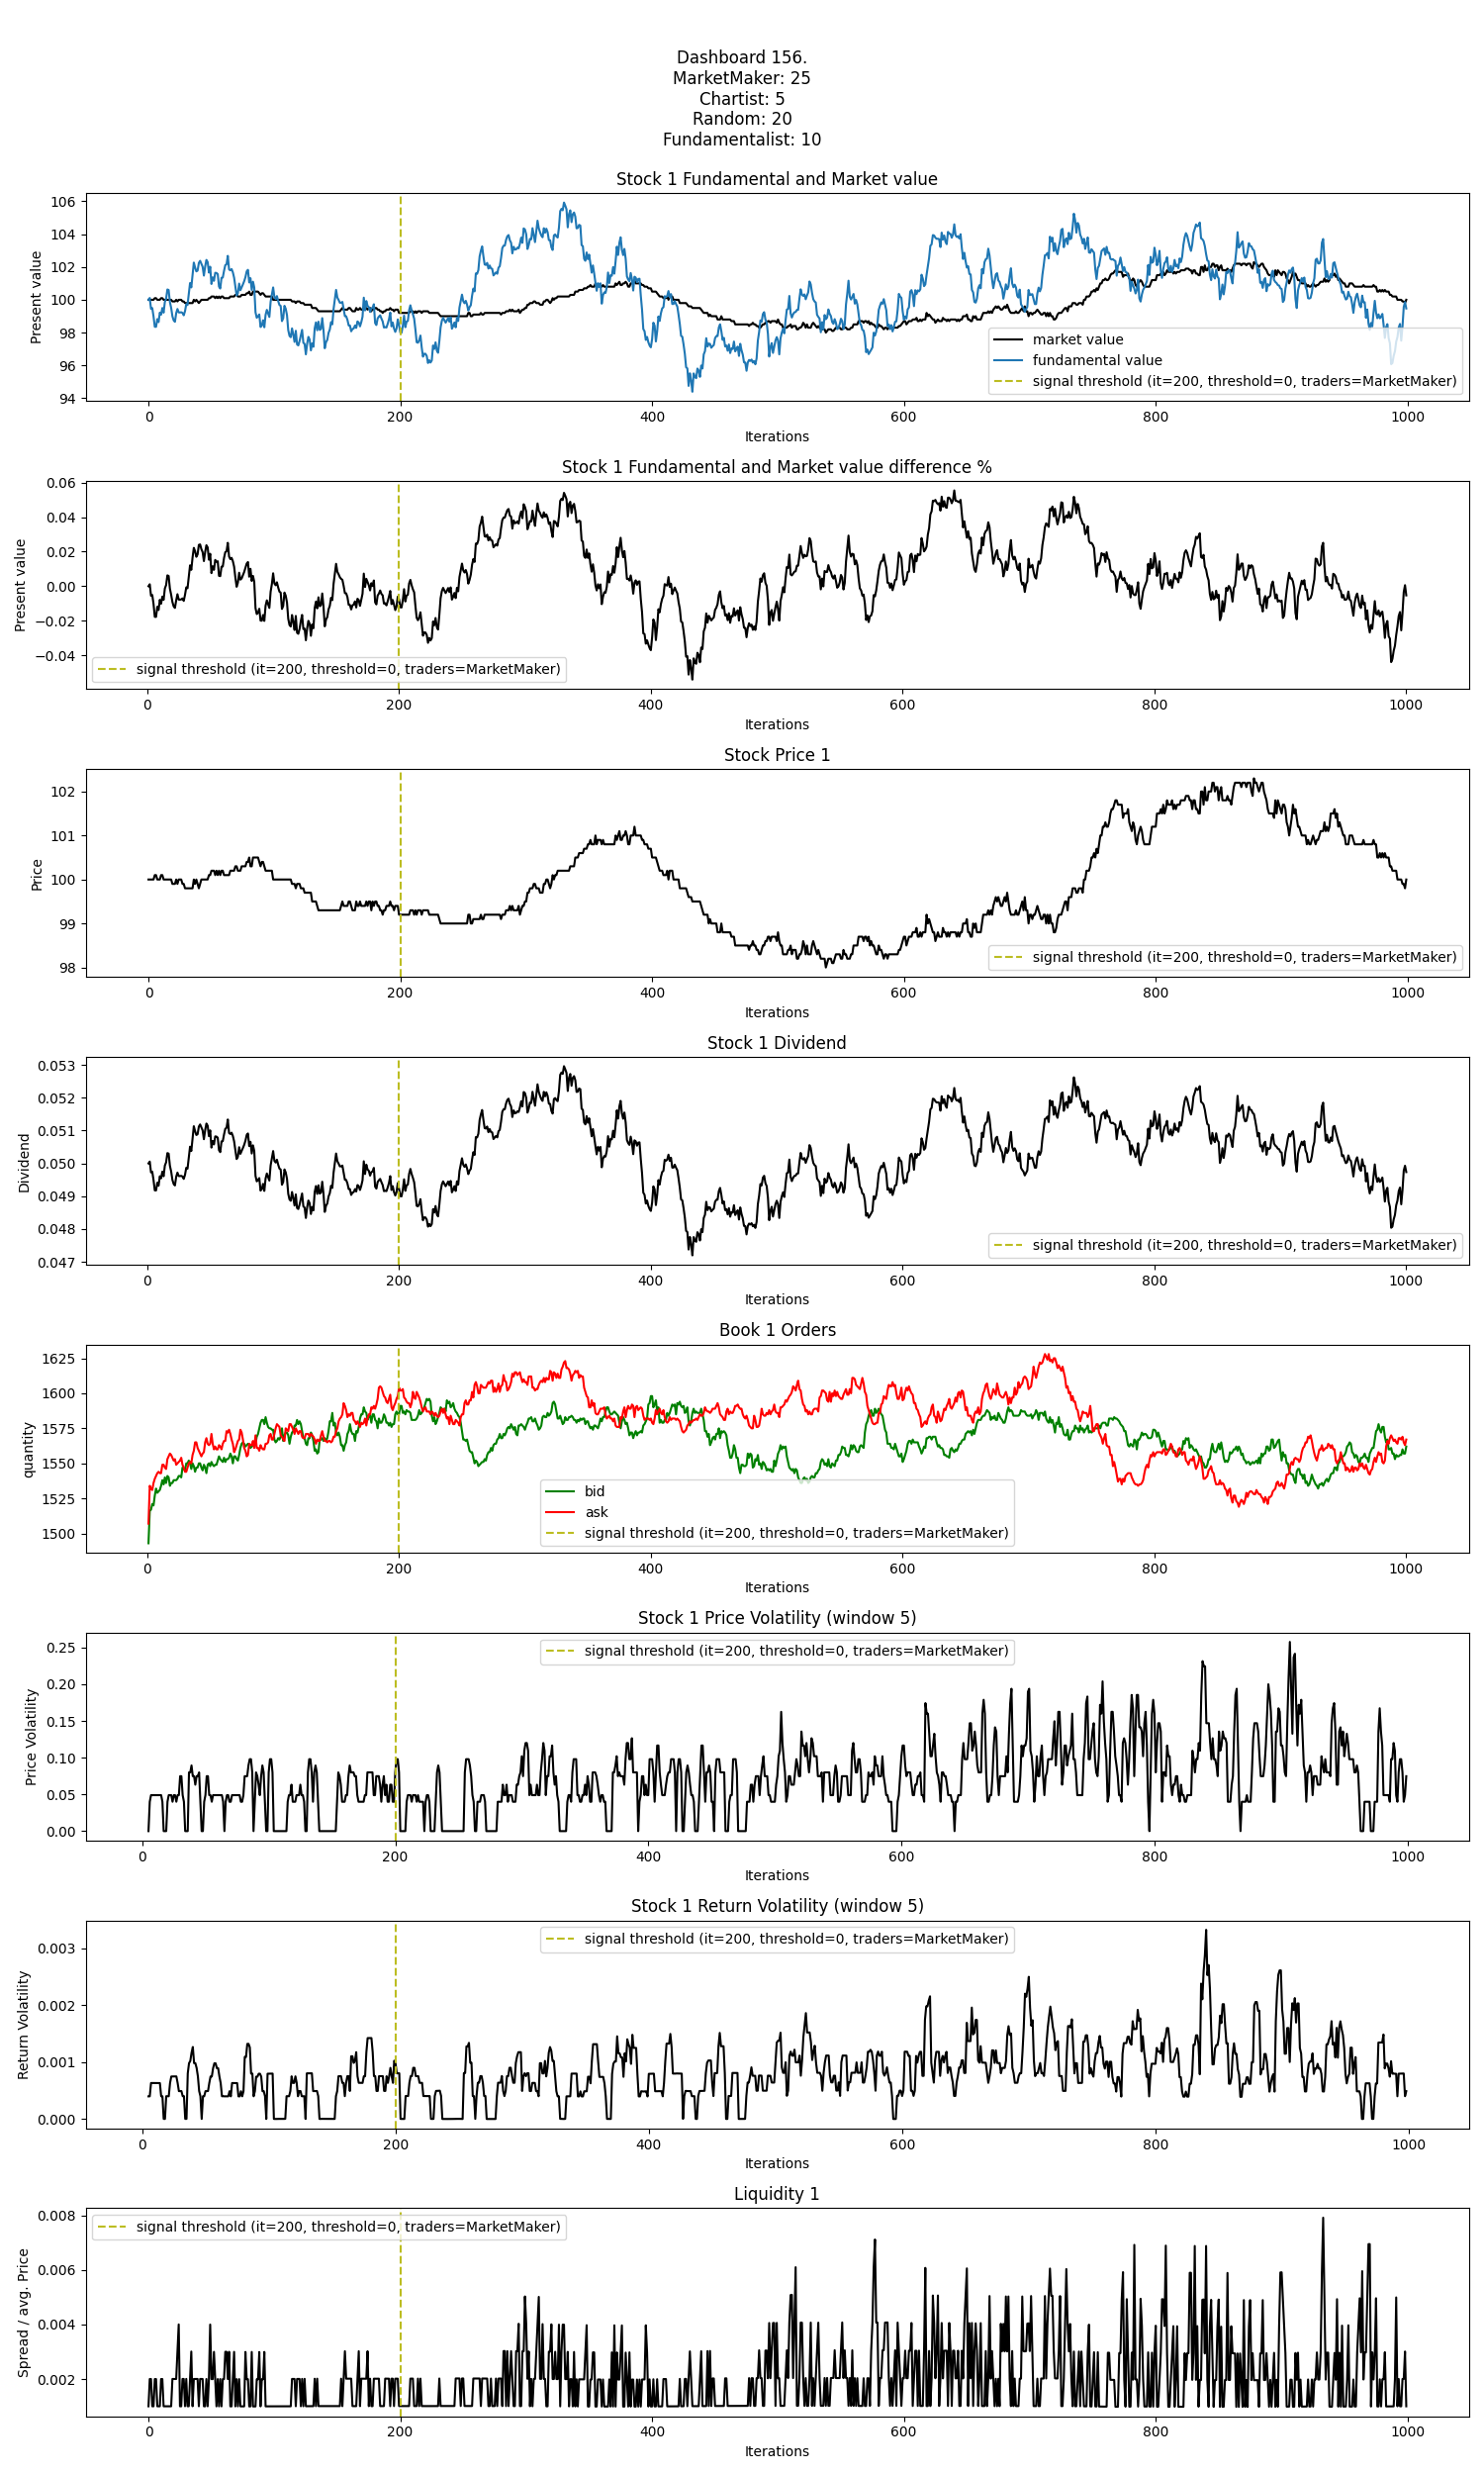 Dashboard 156.
MarketMaker: 25
Chartist: 5
Random: 20
Fundamentalist: 10
Stock 1 Fundamental and Market value
106
104
102
100
98
96
94
Present value
market value
fundamental value
signal threshold (it=200, threshold=0, traders=MarketMaker)
0 200 400 600 800 1000
Iterations
Stock 1 Fundamental and Market value difference %
0.06
0.04
0.02
0.00
−0.02
−0.04
Present value
signal threshold (it=200, threshold=0, traders=MarketMaker)
0 200 400 600 800 1000
Iterations
Stock Price 1
102
101
100
99
98
Price
signal threshold (it=200, threshold=0, traders=MarketMaker)
0 200 400 600 800 1000
Iterations
Stock 1 Dividend
0.053
0.052
0.051
0.050
0.049
0.048
0.047
Dividend
signal threshold (it=200, threshold=0, traders=MarketMaker)
0 200 400 600 800 1000
Iterations
Book 1 Orders
1625
1600
1575
1550
1525
1500
quantity
bid
ask
signal threshold (it=200, threshold=0, traders=MarketMaker)
0 200 400 600 800 1000
Iterations
Stock 1 Price Volatility (window 5)
0.25
0.20
0.15
0.10
0.05
0.00
Price Volatility
signal threshold (it=200, threshold=0, traders=MarketMaker)
0 200 400 600 800 1000
Iterations
Stock 1 Return Volatility (window 5)
0.003
0.002
0.001
0.000
Return Volatility
signal threshold (it=200, threshold=0, traders=MarketMaker)
0 200 400 600 800 1000
Iterations
Liquidity 1
0.008
0.006
0.004
0.002
Spread / avg. Price
signal threshold (it=200, threshold=0, traders=MarketMaker)
0 200 400 600 800 1000
Iterations